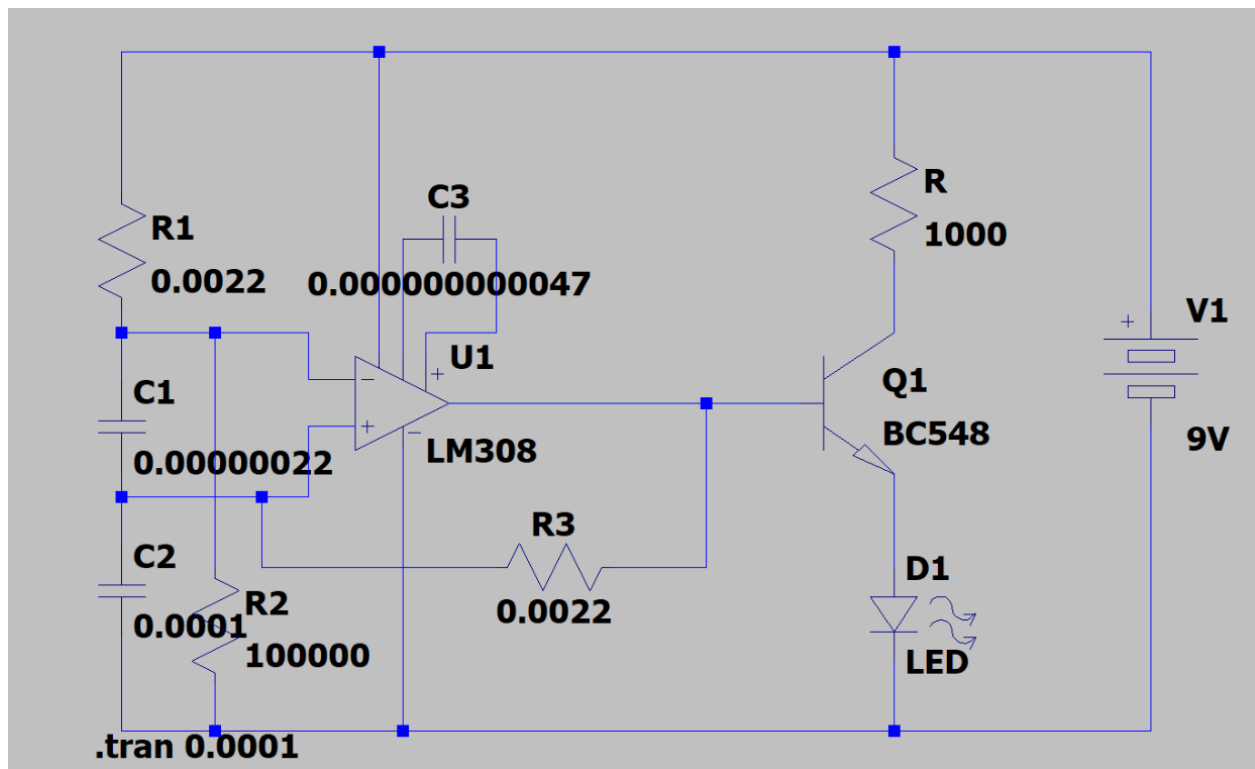 C3
0.000000000047
R1
0.0022
R
1000
V1
9V
U1
LM308
C1
0.00000022
Q1
BC548
R3
0.0022
C2
0.0001
R2
100000
D1
LED
.tran 0.0001